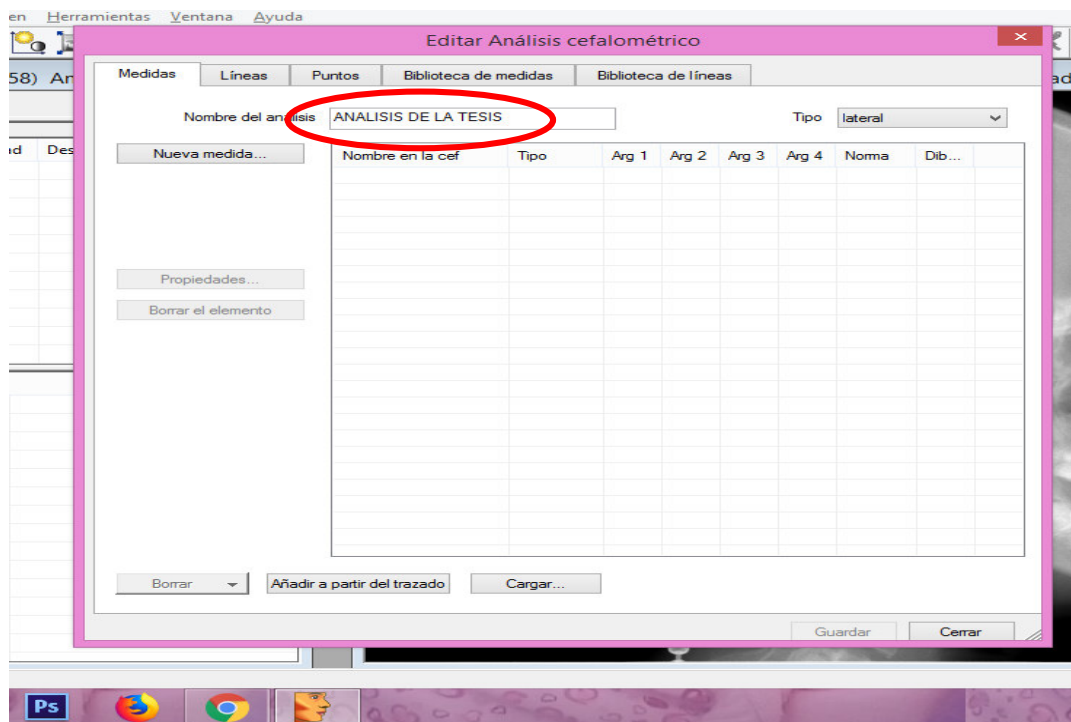 en Herramientas Ventana Ayuda
Editar Análisis cefalométrico
58) An
Medidas Líneas Puntos Biblioteca de medidas Biblioteca de líneas
ad
Nombre del análisis ANALISIS DE LA TESIS Tipo lateral
Des
Nueva medida... Nombre en la cef Tipo Arg 1 Arg 2 Arg 3 Arg 4 Norma Dib...
Propiedades...
Borrar el elemento
Borrar Añadir a partir del trazado Cargar...
Guardar Cerrar
Ps